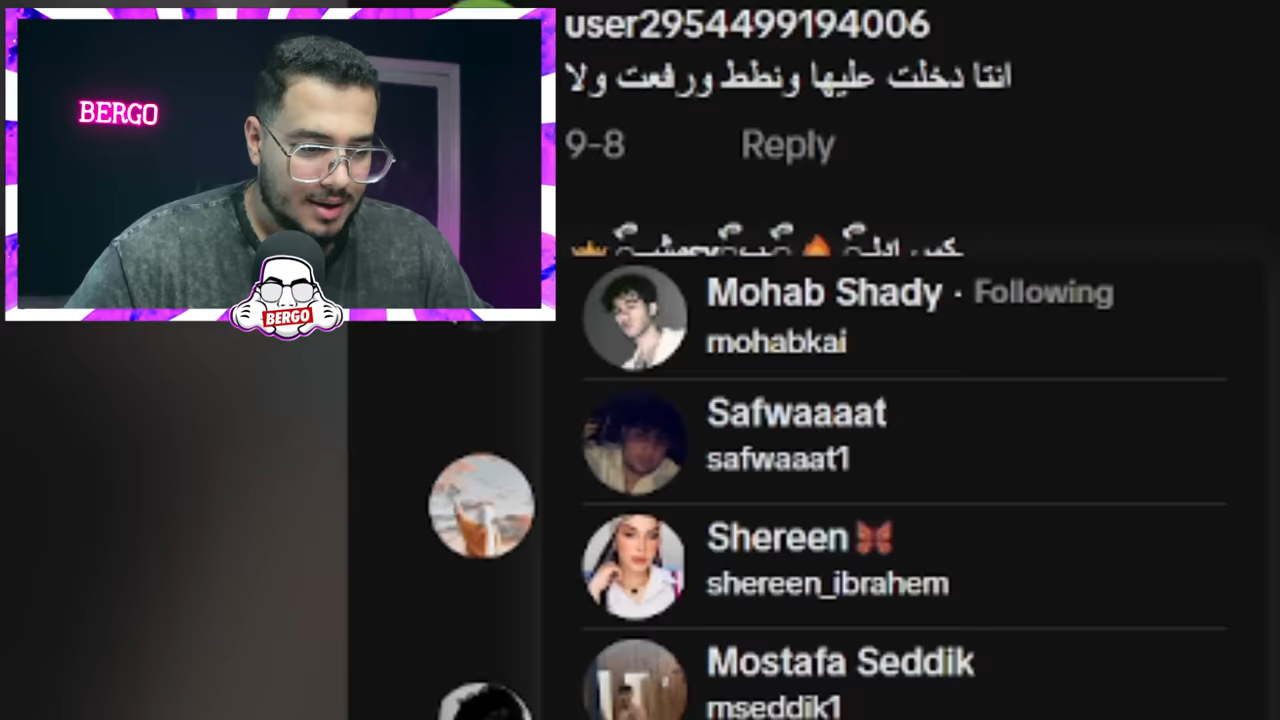 BERGO
BERGO
user2954499194006
انتا دخلت عليها ونطط ورفعت ولا
9-8 Reply
Mohab Shady · Following
mohabkai
Safwaaaat
safwaaat1
Shereen
shereen_ibrahem
Mostafa Seddik
mseddik1